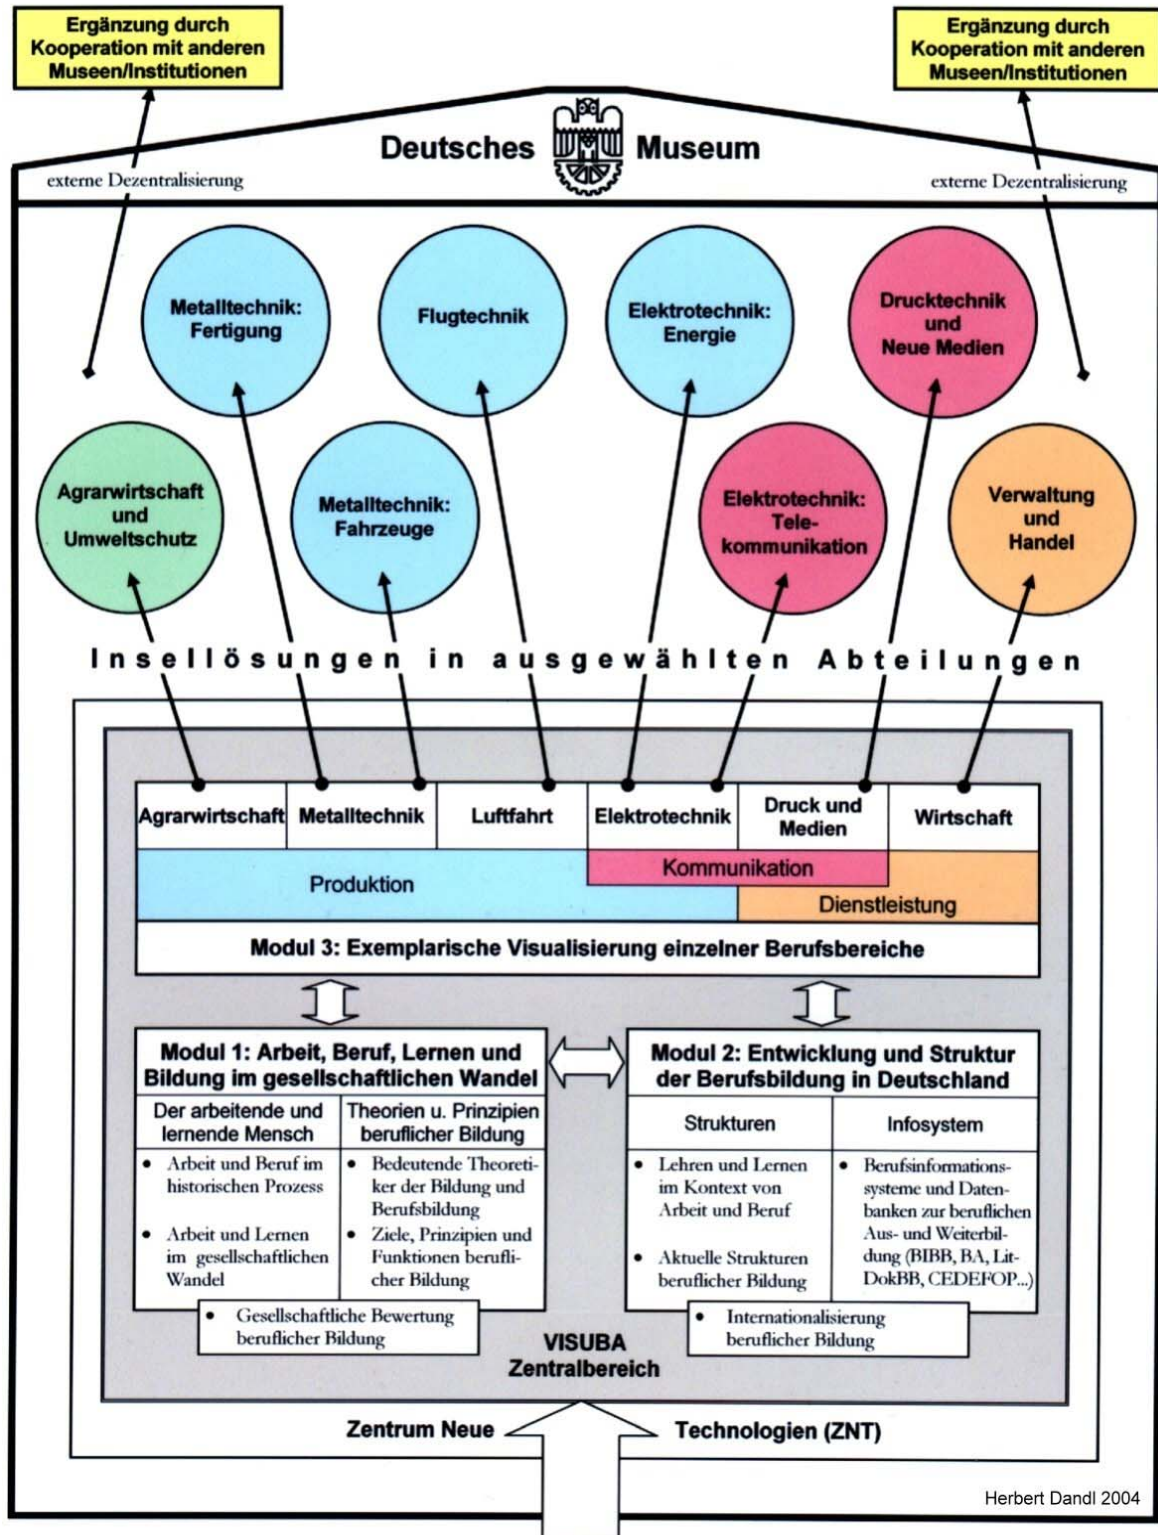 Ergänzung durch
Kooperation mit anderen
Museen/Institutionen
Ergänzung durch
Kooperation mit anderen
Museen/Institutionen
Deutsches Museum
externe Dezentralisierung
externe Dezentralisierung
Metalltechnik:
Fertigung
Flugtechnik
Elektrotechnik:
Energie
Drucktechnik
und
Neue Medien
Agrarwirtschaft
und
Umweltschutz
Metalltechnik:
Fahrzeuge
Elektrotechnik:
Tele-
kommunikation
Verwaltung
und
Handel
Insellösungen in ausgewählten Abteilungen
Agrarwirtschaft
Metalltechnik
Luftfahrt
Elektrotechnik
Druck und
Medien
Wirtschaft
Produktion
Kommunikation
Dienstleistung
Modul 3: Exemplarische Visualisierung einzelner Berufsbereiche
Modul 1: Arbeit, Beruf, Lernen und
Bildung im gesellschaftlichen Wandel
Der arbeitende und
lernende Mensch
• Arbeit und Beruf im
historischen Prozess
• Arbeit und Lernen
im gesellschaftlichen
Wandel
Theorien u. Prinzipien
beruflicher Bildung
• Bedeutende Theoreti-
ker der Bildung und
Berufsbildung
• Ziele, Prinzipien und
Funktionen berufli-
cher Bildung
• Gesellschaftliche Bewertung
beruflicher Bildung
Modul 2: Entwicklung und Struktur
der Berufsbildung in Deutschland
Strukturen
• Lehren und Lernen
im Kontext von
Arbeit und Beruf
• Aktuelle Strukturen
beruflicher Bildung
Infosystem
• Berufsinformations-
systeme und Daten-
banken zur beruflichen
Aus- und Weiterbil-
dung (BIBB, BA, Lit-
DokBB, CEDEFOP...)
• Internationalisierung
beruflicher Bildung
VISUBA
Zentralbereich
Zentrum Neue Technologien (ZNT)
Herbert Dandl 2004